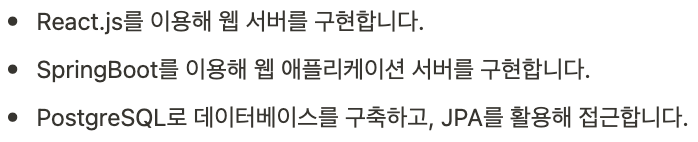 • React.js를 이용해 웹 서버를 구현합니다.
• SpringBoot를 이용해 웹 애플리케이션 서버를 구현합니다.
• PostgreSQL로 데이터베이스를 구축하고, JPA를 활용해 접근합니다.